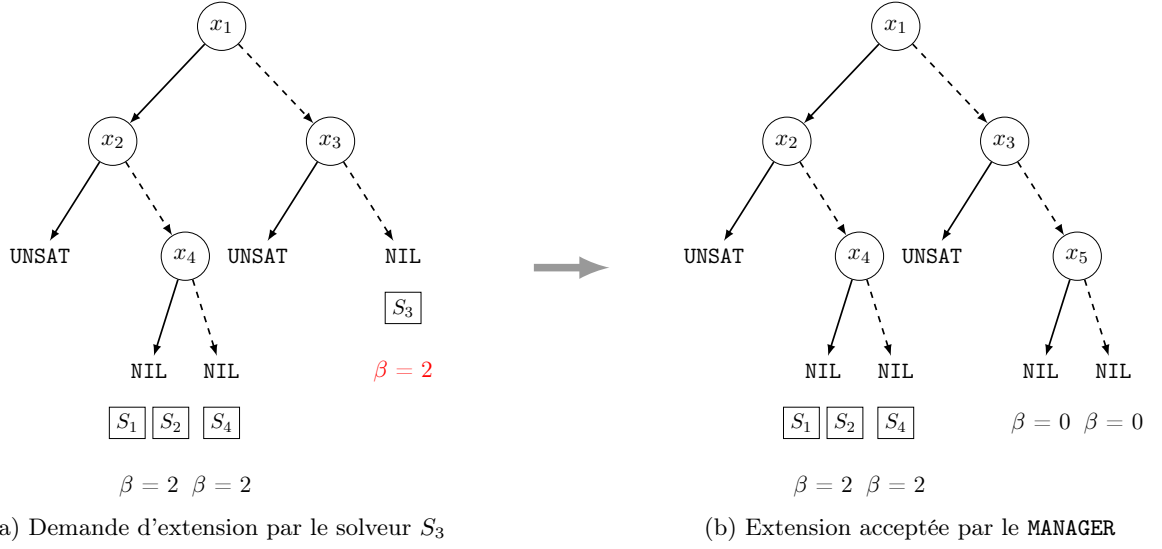 x1 x1
x2 x3 x2 x3
UNSAT x4 UNSAT NIL UNSAT x4 UNSAT x5
S3
NIL NIL β = 2 NIL NIL NIL NIL
S1 S2 S4 S1 S2 S4 β = 0 β = 0
β = 2 β = 2 β = 2 β = 2
a) Demande d'extension par le solveur S3
(b) Extension acceptée par le MANAGER